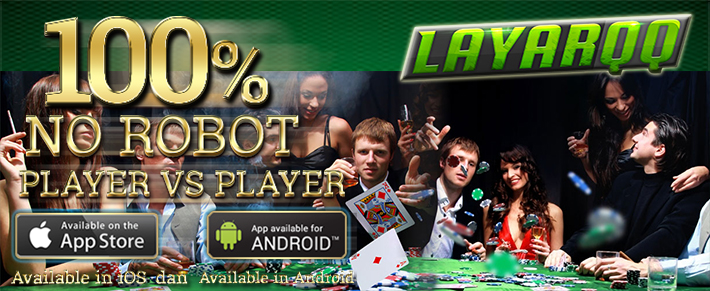 100%
LAYARQQ
NO ROBOT
PLAYER VS PLAYER
Available on the
App Store
App available for
ANDROID™
Available in iOS dan Available in Android